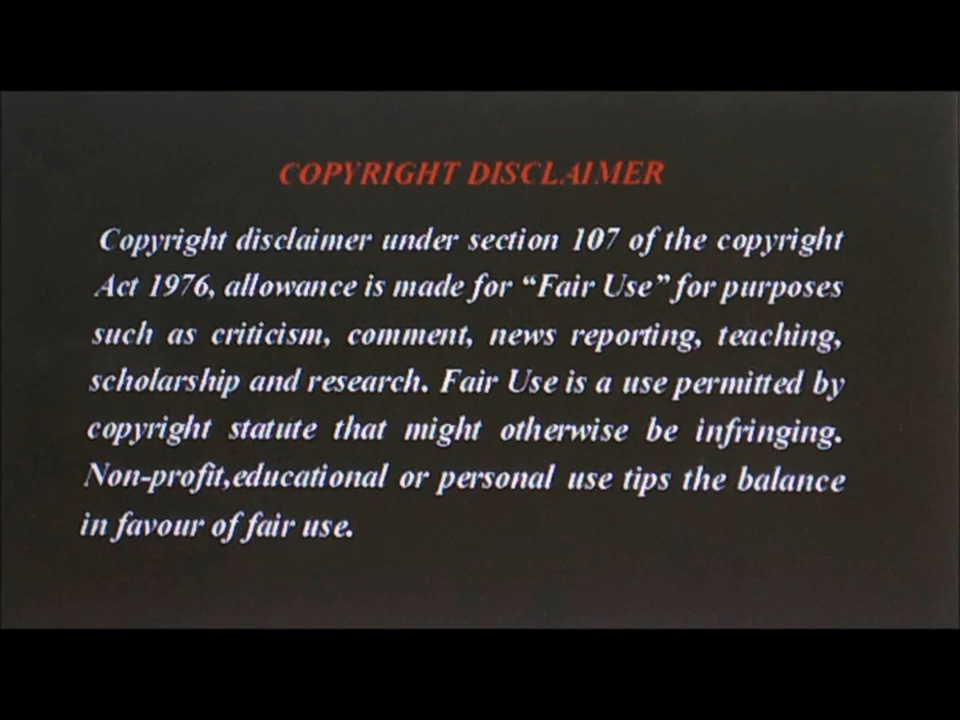 COPYRIGHT DISCLAIMER
Copyright disclaimer under section 107 of the copyright
Act 1976, allowance is made for “Fair Use” for purposes
such as criticism, comment, news reporting, teaching,
scholarship and research. Fair Use is a use permitted by
copyright statute that might otherwise be infringing.
Non-profit,educational or personal use tips the balance
in favour of fair use.